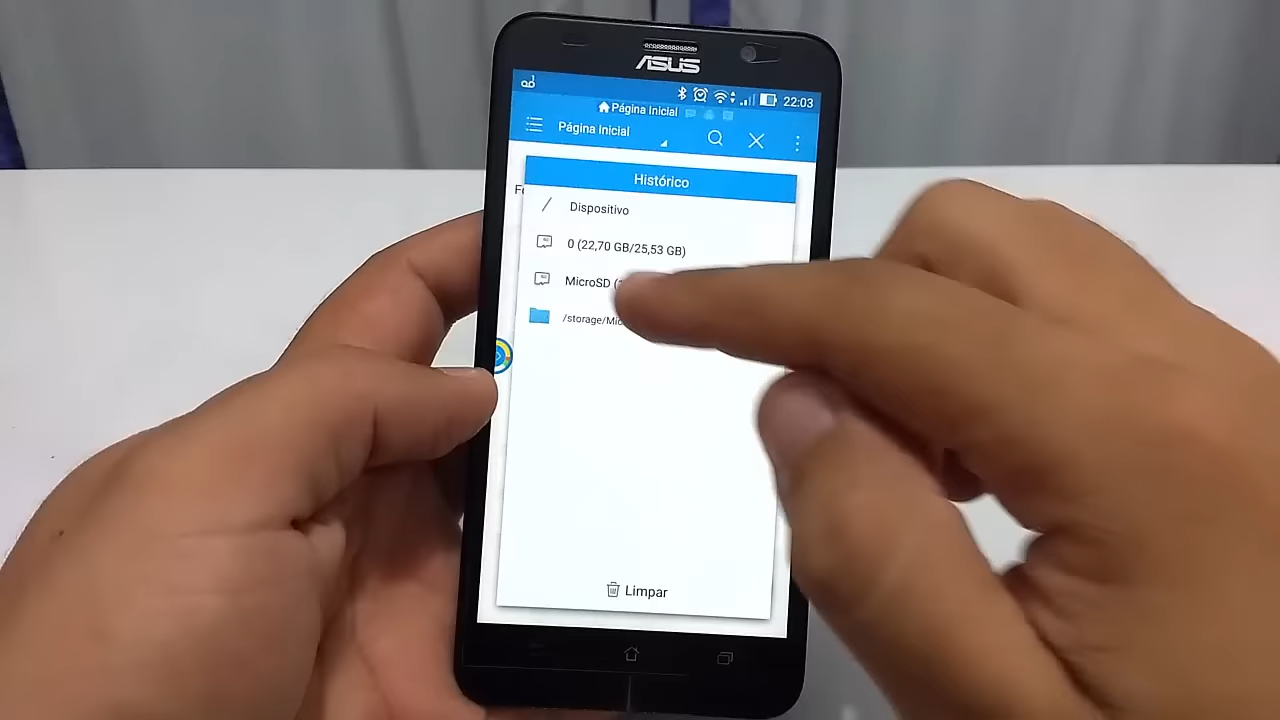 ASUS
22:03
Página Inicial
Página Inicial
Histórico
/ Dispositivo
0 (22,70 GB/25,53 GB)
MicroSD
/storage/
Limpar